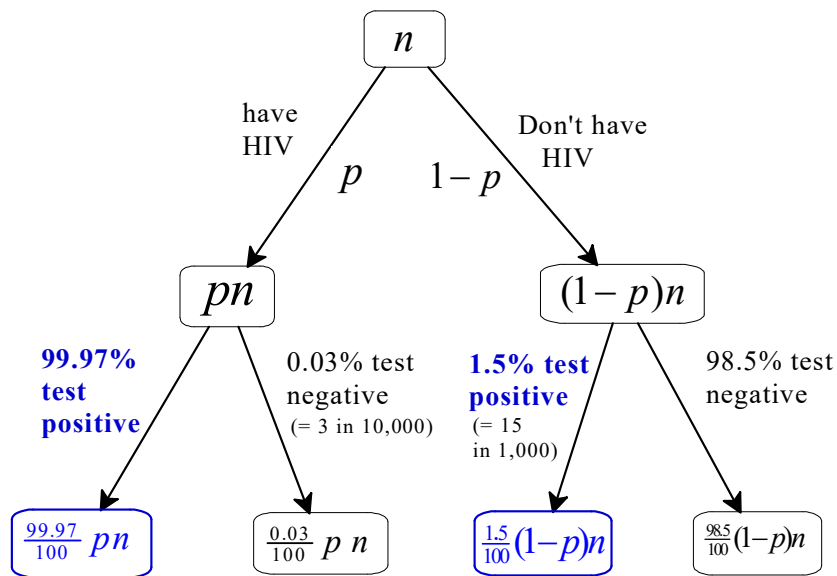 n
have
HIV
Don't have
HIV
p
1 − p
pn
(1 − p)n
99.97%
test
positive
0.03% test
negative
(= 3 in 10,000)
1.5% test
positive
(= 15
in 1,000)
98.5% test
negative
99.97/100 pn
0.03/100 p n
1.5/100 (1−p)n
98.5/100 (1−p)n